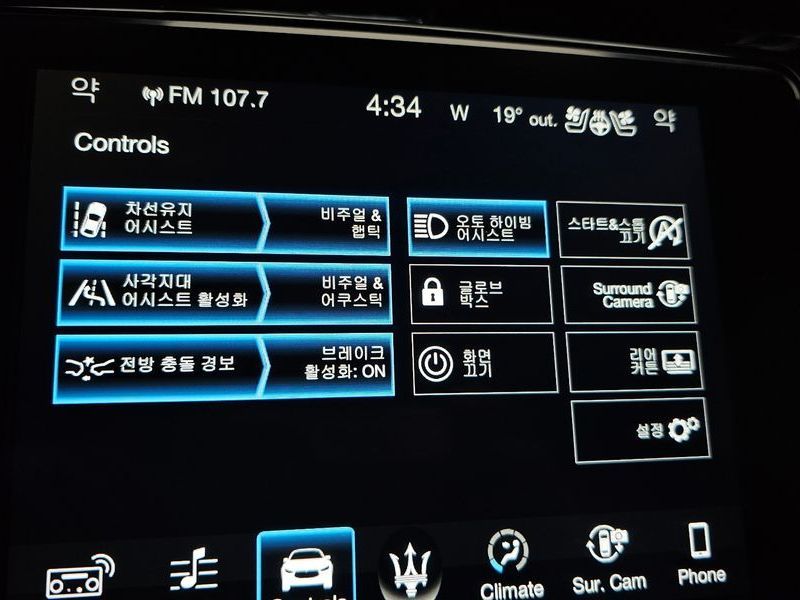 약 FM 107.7 4:34 W 19° out. 약
Controls
차선유지
어시스트
비주얼 &
햅틱
오토 하이빔
어시스트
스타트&스톱
끄기
사각지대
어시스트 활성화
비주얼 &
어쿠스틱
글로브
박스
Surround
Camera
전방 충돌 경보
브레이크
활성화: ON
화면
끄기
리어
커튼
설정
Controls
Climate
Sur. Cam
Phone